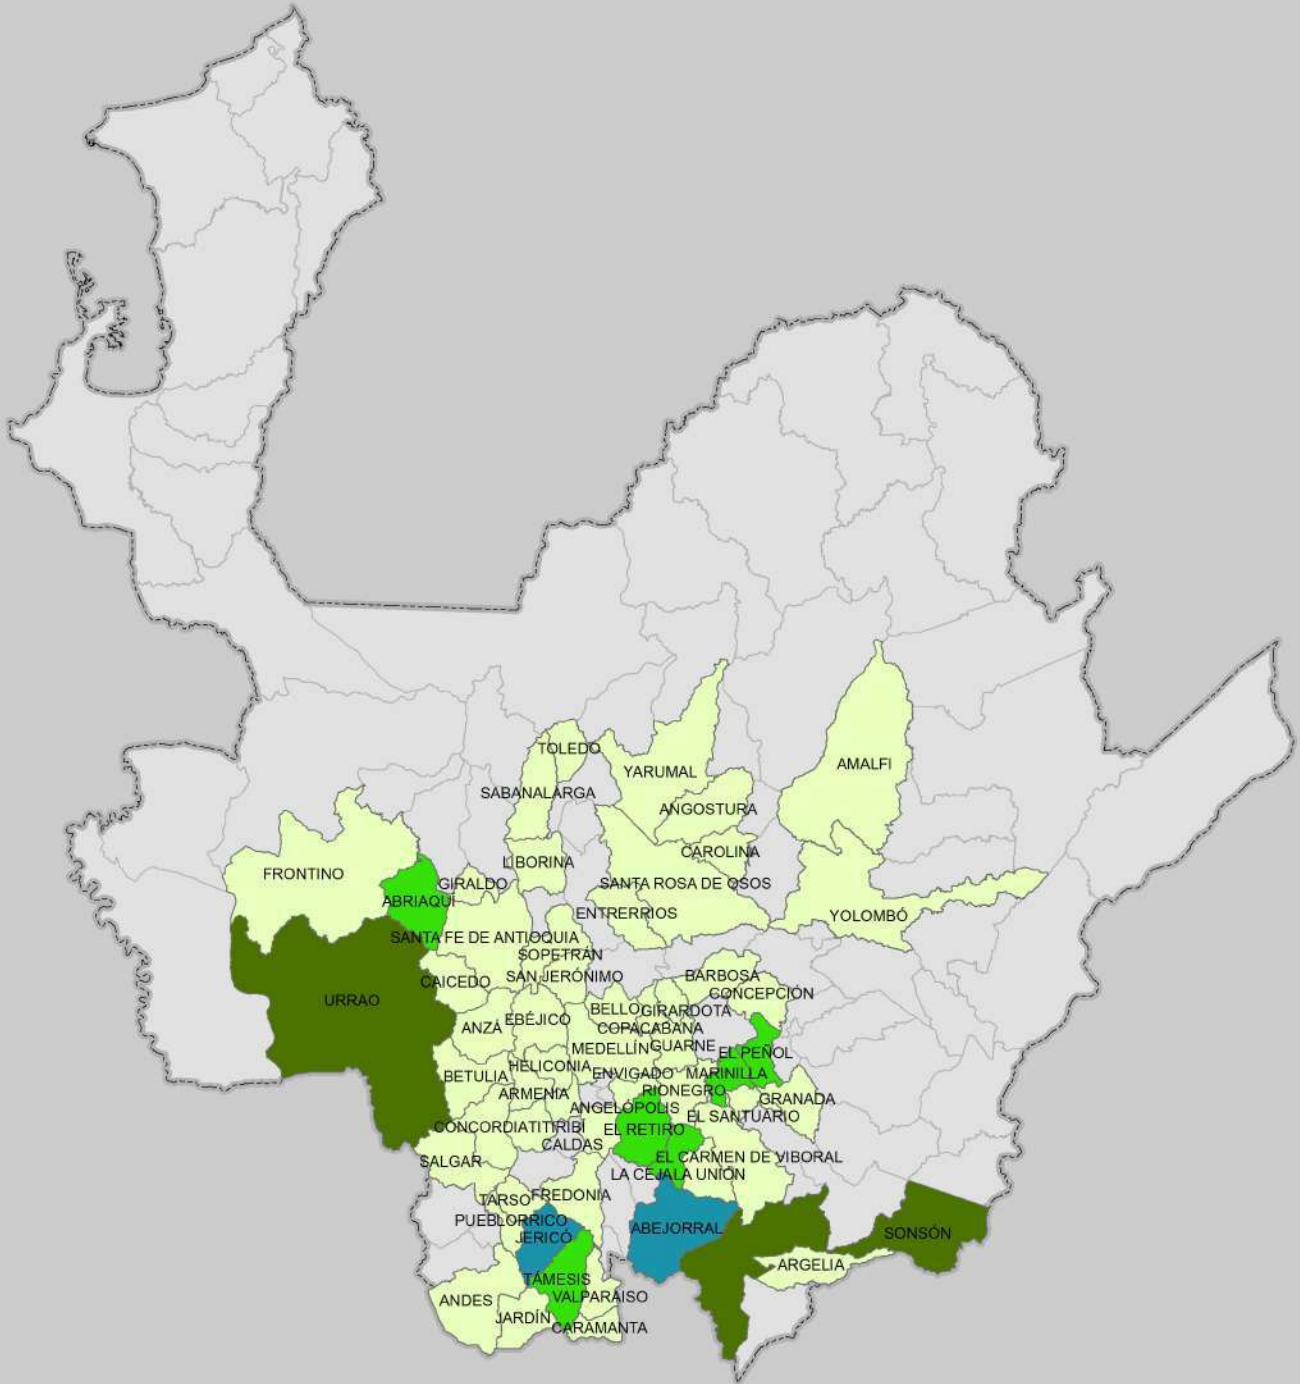 TOLEDO
YARUMAL
AMALFI
SABANALARGA
ANGOSTURA
CAROLINA
LIBORINA
FRONTINO
GIRALDO
SANTA ROSA DE OSOS
ABRIAQUÍ
ENTRERRIOS
YOLOMBÓ
SANTA FE DE ANTIOQUIA
SOPETRÁN
CAICEDO
SAN JERÓNIMO
BARBOSA
CONCEPCIÓN
URRAO
BELLO
GIRARDOTA
ANZÁ
EBÉJICO
COPACABANA
MEDELLÍN
GUARNE
EL PEÑOL
HELICONIA
ENVIGADO
MARINILLA
BETULIA
ARMENIA
RIONEGRO
GRANADA
ANGELÓPOLIS
EL SANTUARIO
CONCORDIA
TITIRIBÍ
EL RETIRO
CALDAS
SALGAR
EL CARMEN DE VIBORAL
LA CEJA
LA UNIÓN
TARSO
FREDONIA
PUEBLORRICO
ABEJORRAL
JERICÓ
SONSÓN
ARGELIA
TÁMESIS
ANDES
VALPARAÍSO
JARDÍN
CARAMANTA